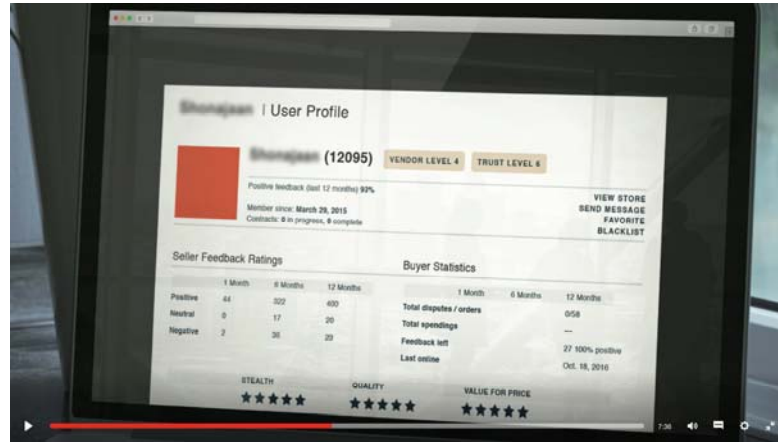 | User Profile
(12095) VENDOR LEVEL 4 TRUST LEVEL 6
Positive feedback (last 12 months) 93%
Member since: March 29, 2015
Contracts: 0 in progress, 0 complete
VIEW STORE
SEND MESSAGE
FAVORITE
BLACKLIST
Seller Feedback Ratings
1 Month 6 Months 12 Months
Positive 44 322 400
Neutral 0 17 20
Negative 2 36 20
Buyer Statistics
1 Month 6 Months 12 Months
Total disputes / orders 0/58
Total spendings ---
Feedback left 27 100% positive
Last online Oct. 18, 2016
STEALTH QUALITY VALUE FOR PRICE
★★★★★ ★★★★★ ★★★★★
7:36